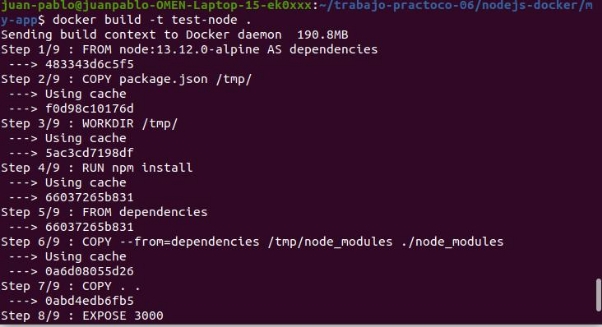 juan-pablo@juanpablo-OMEN-Laptop-15-ek0xxx:~/trabajo-practoco-06/nodejs-docker/m
y-app$ docker build -t test-node .
Sending build context to Docker daemon  190.8MB
Step 1/9 : FROM node:13.12.0-alpine AS dependencies
 ---> 483343d6c5f5
Step 2/9 : COPY package.json /tmp/
 ---> Using cache
 ---> f0d98c10176d
Step 3/9 : WORKDIR /tmp/
 ---> Using cache
 ---> 5ac3cd7198df
Step 4/9 : RUN npm install
 ---> Using cache
 ---> 66037265b831
Step 5/9 : FROM dependencies
 ---> 66037265b831
Step 6/9 : COPY --from=dependencies /tmp/node_modules ./node_modules
 ---> Using cache
 ---> 0a6d08055d26
Step 7/9 : COPY . .
 ---> 0abd4edb6fb5
Step 8/9 : EXPOSE 3000